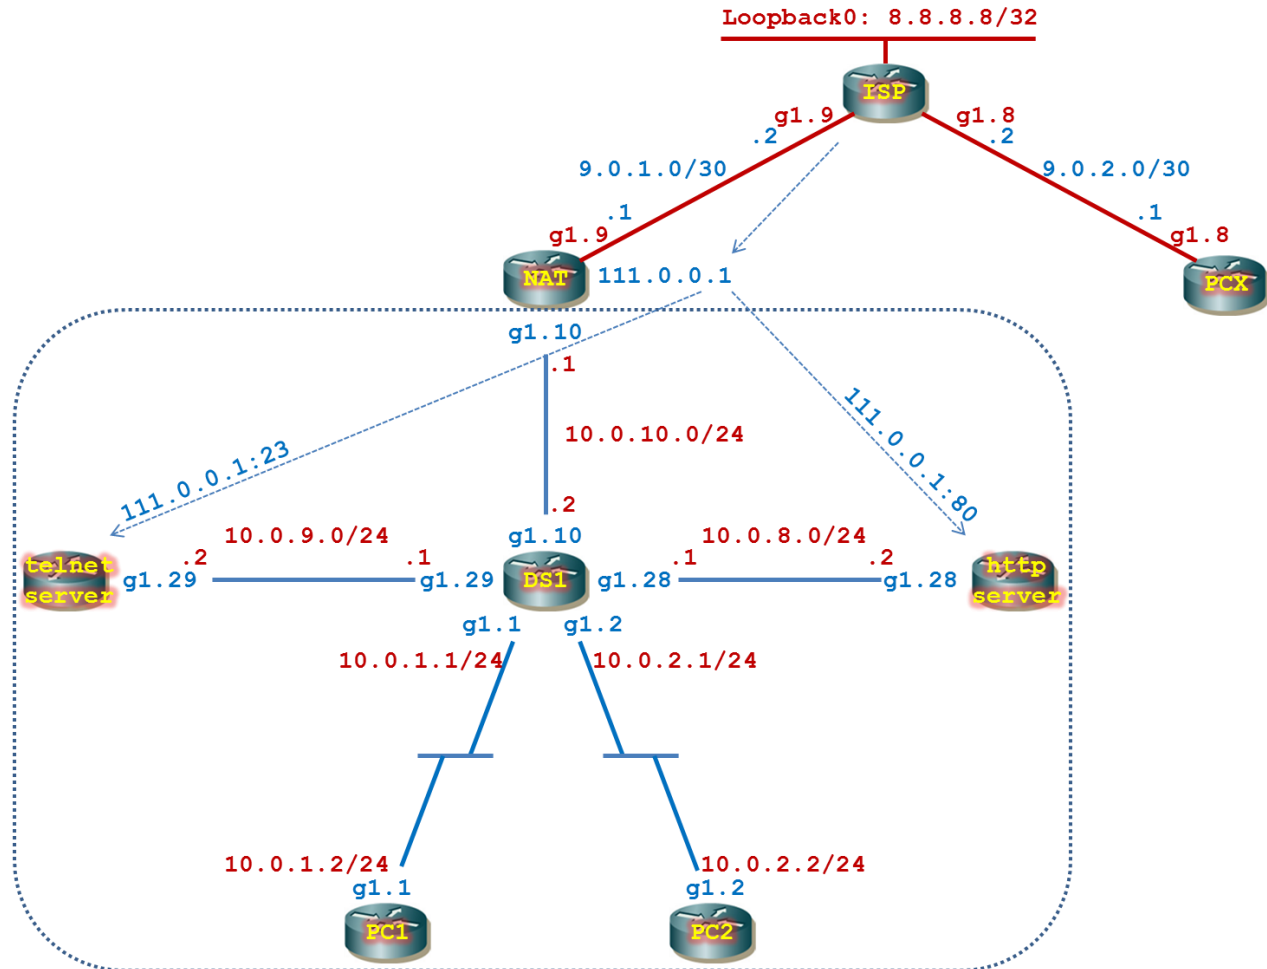 Loopback0: 8.8.8.8/32
ISP
g1.9
g1.8
.2
.2
9.0.1.0/30
9.0.2.0/30
.1
.1
g1.9
g1.8
NAT
111.0.0.1
PCX
g1.10
.1
10.0.10.0/24
111.0.0.1:23
111.0.0.1:80
.2
g1.10
10.0.9.0/24
10.0.8.0/24
telnet
server
.2
g1.29
.1
g1.29
DS1
g1.28
.1
.2
g1.28
http
server
g1.1
g1.2
10.0.1.1/24
10.0.2.1/24
10.0.1.2/24
10.0.2.2/24
g1.1
g1.2
PC1
PC2